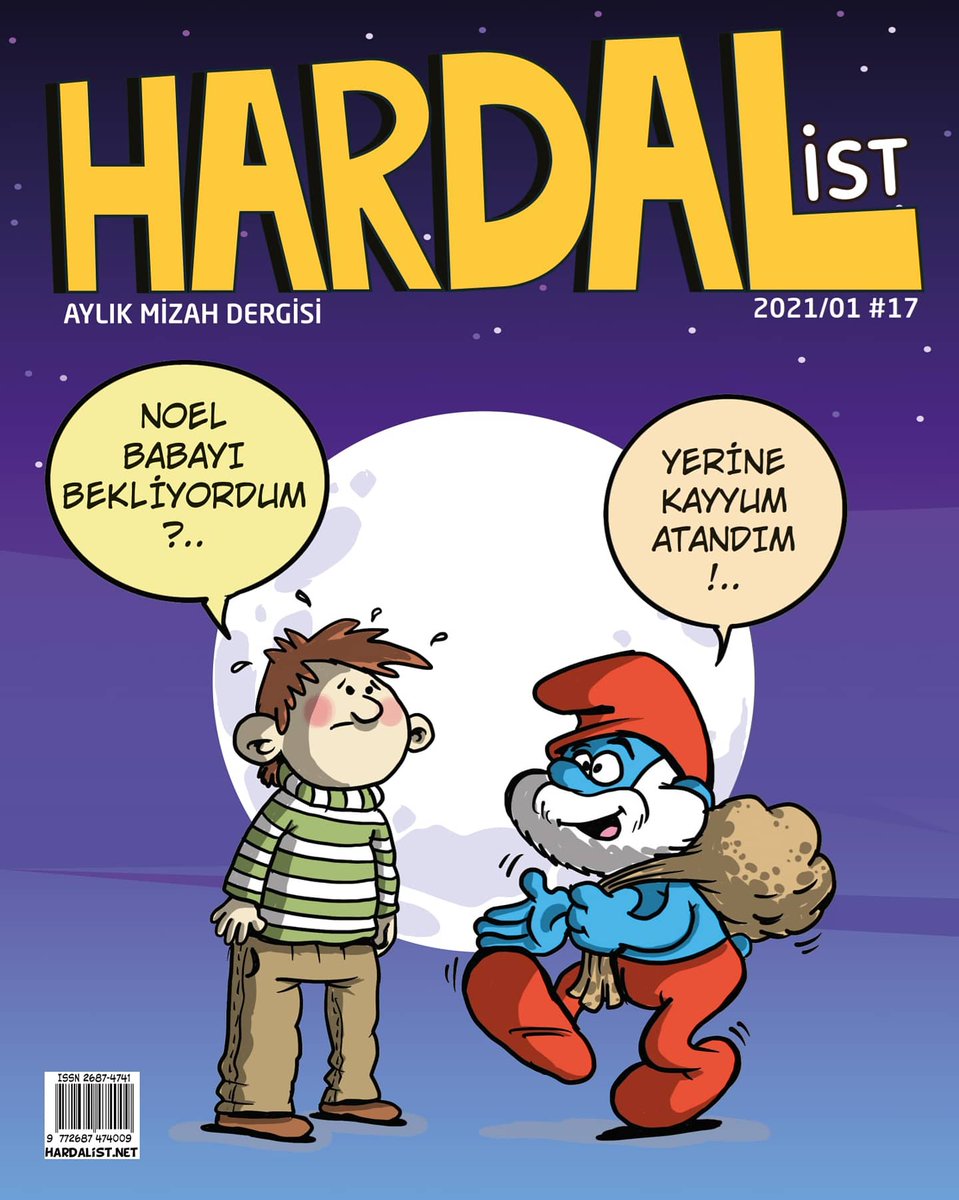 HARDAL
İST
AYLIK MİZAH DERGİSİ
2021/01 #17
NOEL
BABAYI
BEKLİYORDUM
?..
YERİNE
KAYYUM
ATANDIM
!..
ISSN 2687-4741
9 772687 474009
HARDALiST.NET